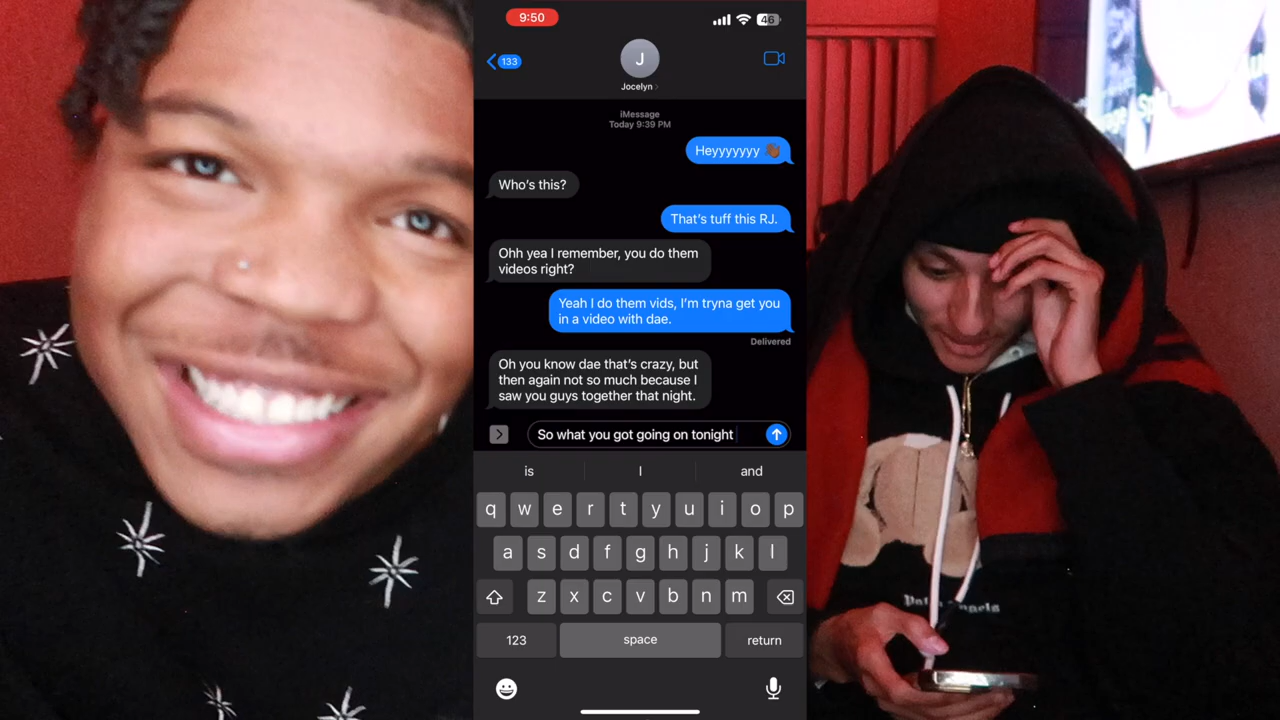 9:50
46
133
J
Jocelyn
iMessage
Today 9:39 PM
Heyyyyyyy 👋🏾
Who's this?
That's tuff this RJ.
Ohh yea I remember, you do them
videos right?
Yeah I do them vids, I'm tryna get you
in a video with dae.
Delivered
Oh you know dae that's crazy, but
then again not so much because I
saw you guys together that night.
So what you got going on tonight
is I and
q w e r t y u i o p
a s d f g h j k l
z x c v b n m
123 space return